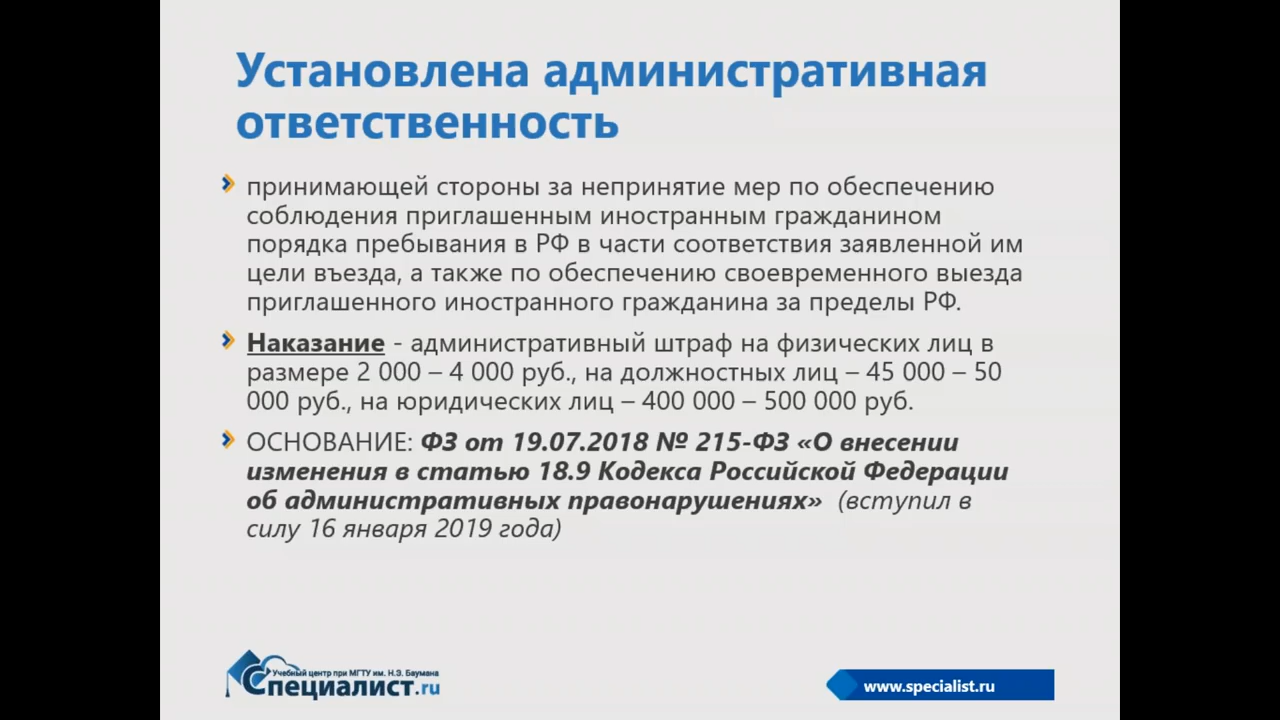 Установлена административная
ответственность
принимающей стороны за непринятие мер по обеспечению
соблюдения приглашенным иностранным гражданином
порядка пребывания в РФ в части соответствия заявленной им
цели въезда, а также по обеспечению своевременного выезда
приглашенного иностранного гражданина за пределы РФ.
Наказание - административный штраф на физических лиц в
размере 2 000 – 4 000 руб., на должностных лиц – 45 000 – 50
000 руб., на юридических лиц – 400 000 – 500 000 руб.
ОСНОВАНИЕ: ФЗ от 19.07.2018 № 215-ФЗ «О внесении
изменения в статью 18.9 Кодекса Российской Федерации
об административных правонарушениях» (вступил в
силу 16 января 2019 года)
Учебный центр при МГТУ им. Н.Э. Баумана
Специалист.ru
www.specialist.ru